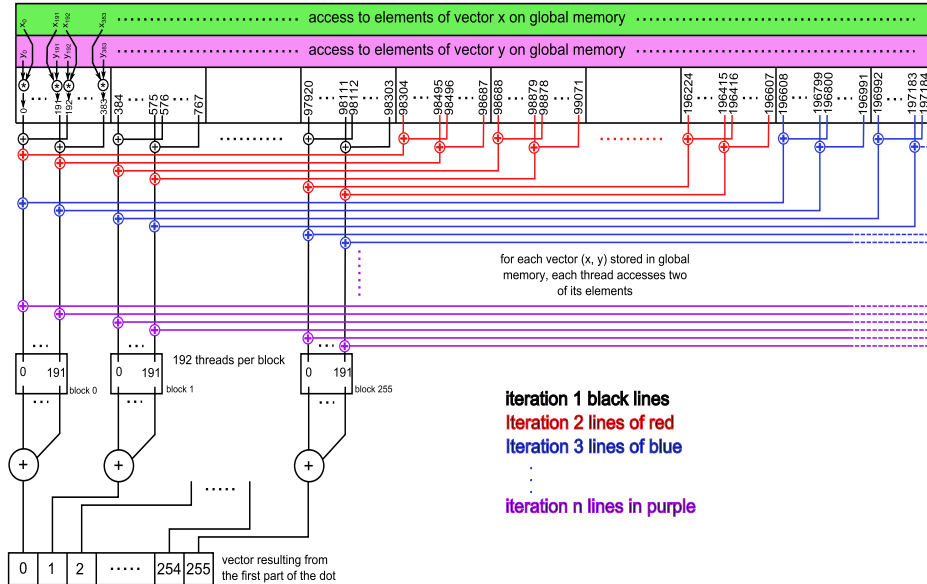 x0 x191 x192 x383 access to elements of vector x on global memory
y0 y191 y192 y383 access to elements of vector y on global memory
* * * *
0 191 192 383 384 575 576 767 97920 98111 98112 98303 98304 98495 98496 98687 98688 98879 98878 99071 196224 196415 196416 196607 196608 196799 196800 196991 196992 197183 197184
for each vector (x, y) stored in global
memory, each thread accesses two
of its elements
192 threads per block
0 191 0 191 0 191
block 0 block 1 block 255
iteration 1 black lines
Iteration 2 lines of red
Iteration 3 lines of blue
iteration n lines in purple
+ + +
0 1 2 254 255
vector resulting from
the first part of the dot